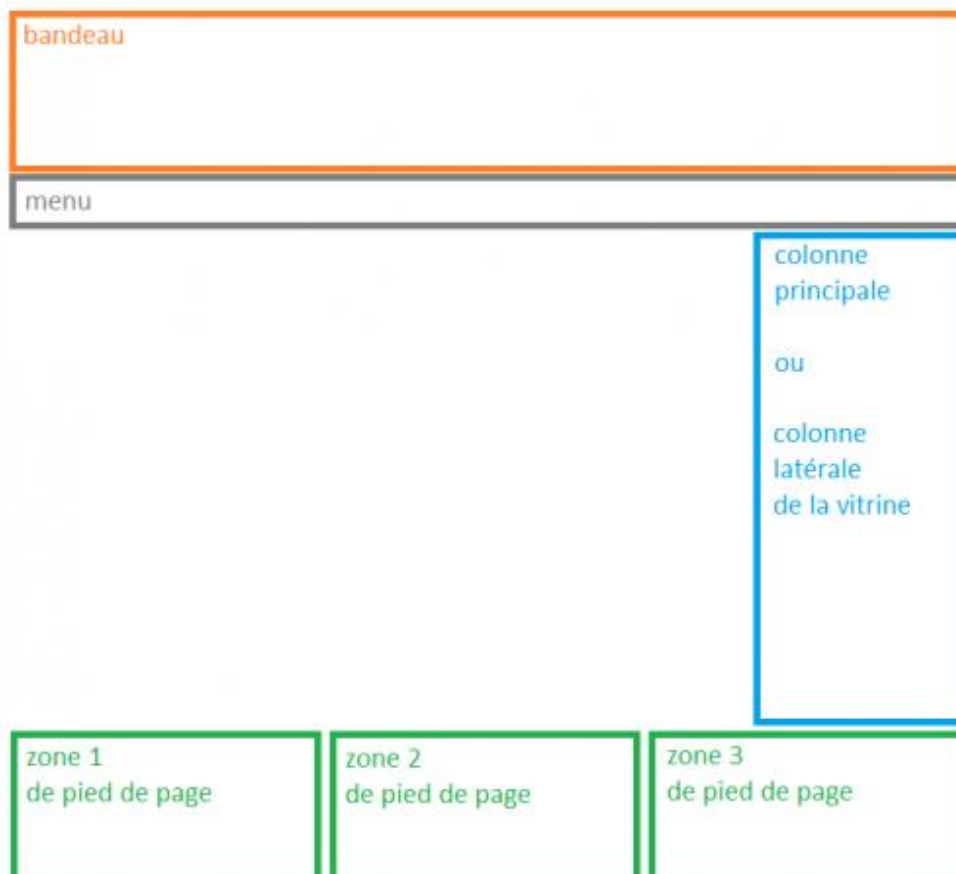 bandeau
menu
colonne
principale
ou
colonne
latérale
de la vitrine
zone 1
de pied de page
zone 2
de pied de page
zone 3
de pied de page